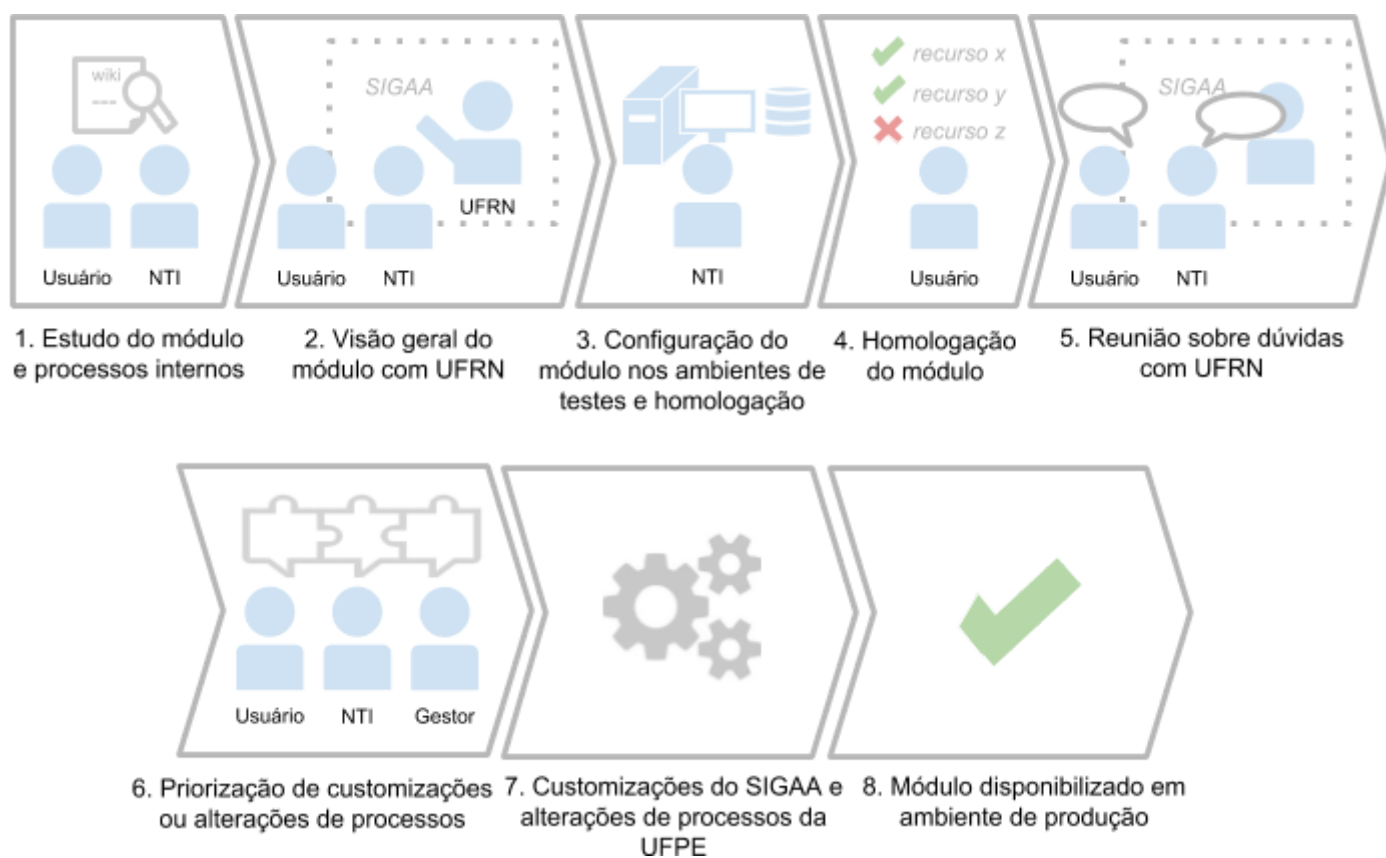 wiki
---
Usuário NTI
1. Estudo do módulo
e processos internos
SIGAA
UFRN
Usuário NTI
2. Visão geral do
módulo com UFRN
NTI
3. Configuração do
módulo nos ambientes de
testes e homologação
recurso x
recurso y
recurso z
Usuário
4. Homologação
do módulo
SIGAA
Usuário NTI
5. Reunião sobre dúvidas
com UFRN
Usuário NTI Gestor
6. Priorização de customizações
ou alterações de processos
7. Customizações do SIGAA e
alterações de processos da
UFPE
8. Módulo disponibilizado em
ambiente de produção